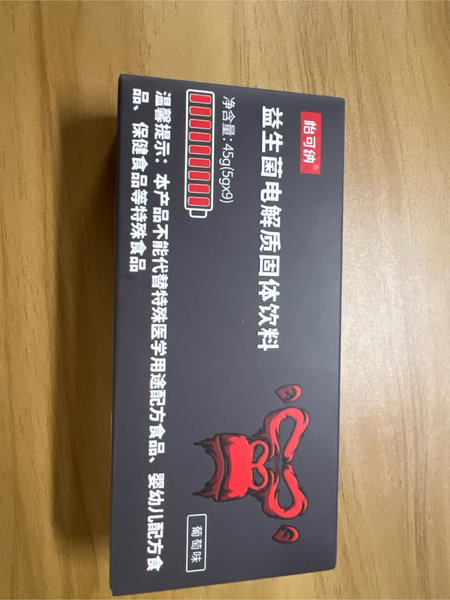 怡可纳®
益生菌电解质固体饮料
净含量：45g(5gx9)
温馨提示：本产品不能代替特殊医学用途配方食品、婴幼儿配方食
品、保健食品等特殊食品
葡萄味